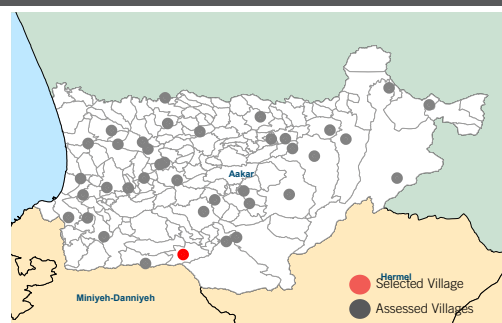 Aakar
Hermel
Selected Village
Miniyeh-Danniyeh
Assessed Villages